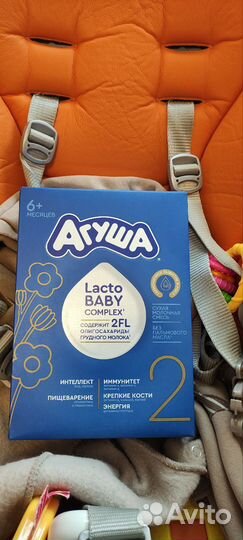 6+
МЕСЯЦЕВ
АГУША
Lacto
BABY
COMPLEX
СОДЕРЖИТ 2FL
ОЛИГОСАХАРИДЫ
ГРУДНОГО МОЛОКА
СУХАЯ
МОЛОЧНАЯ
СМЕСЬ
БЕЗ
ПАЛЬМОВОГО
МАСЛА
ИНТЕЛЛЕКТ
ИММУНИТЕТ
ПИЩЕВАРЕНИЕ
КРЕПКИЕ КОСТИ
ЭНЕРГИЯ
2
Avito